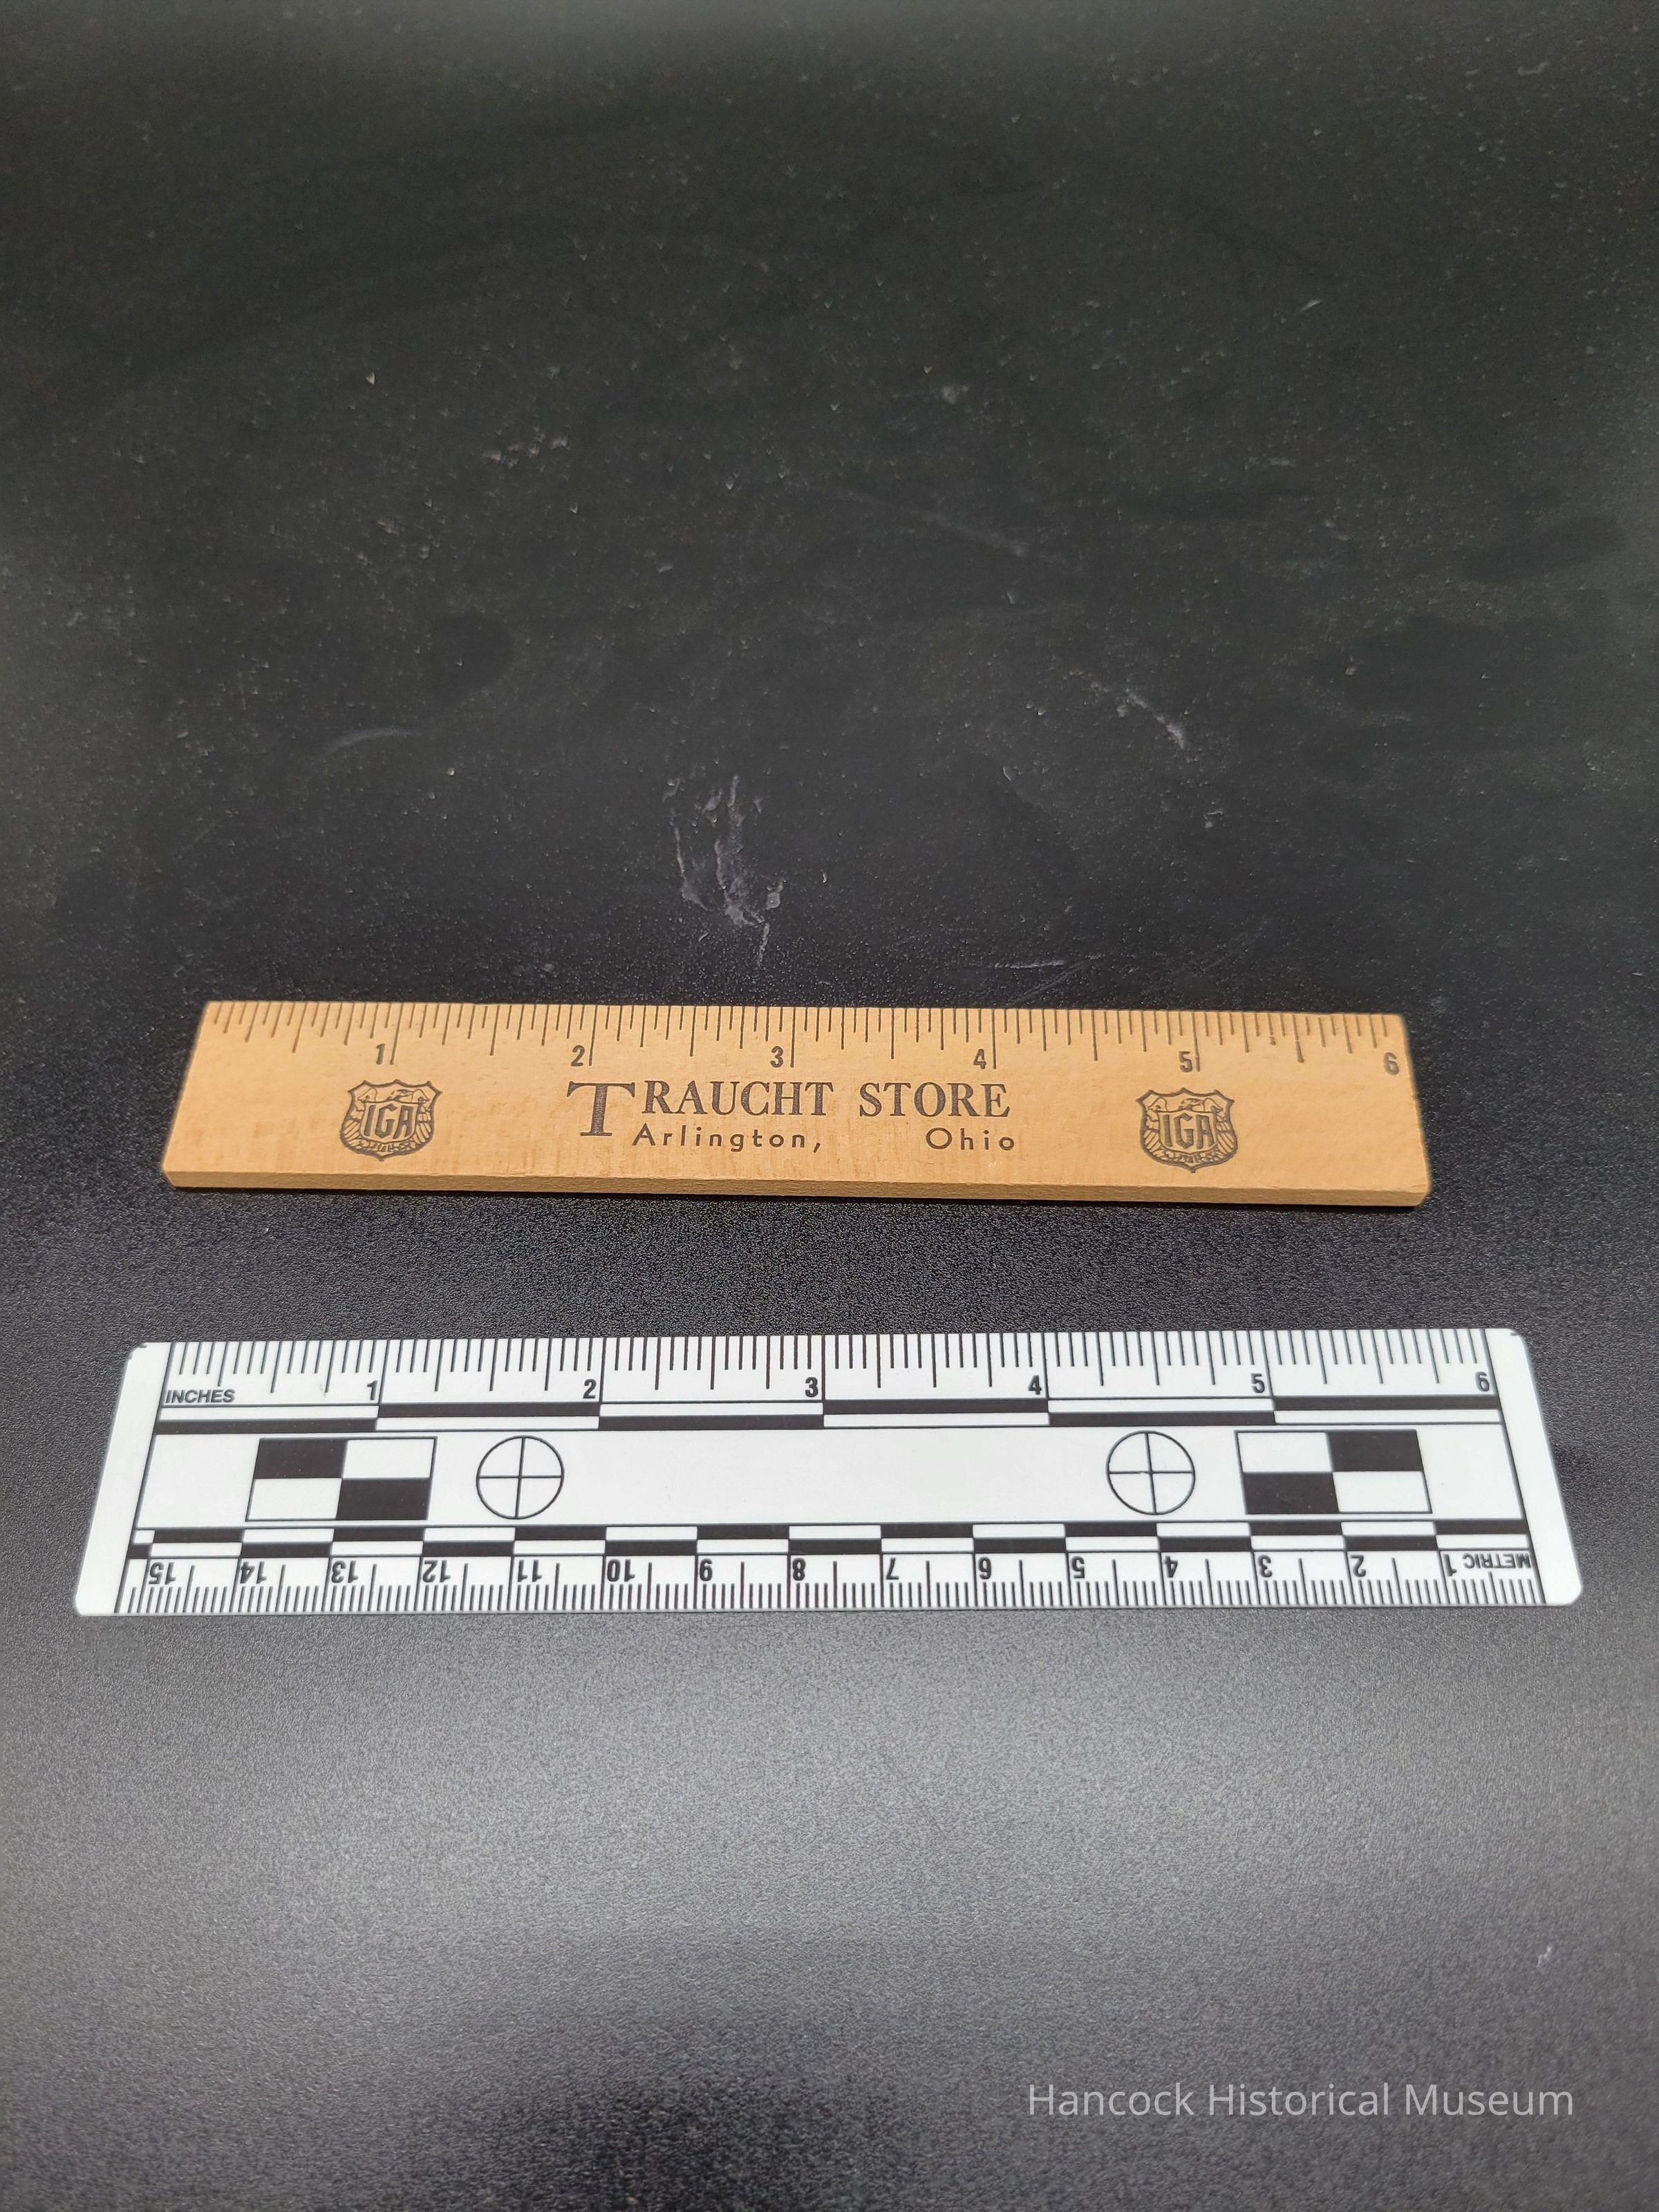 1 2 3 4 5 6
IGA TRAUCHT STORE IGA
Arlington, Ohio
INCHES 1 2 3 4 5 6
15 14 13 12 11 10 9 8 7 6 5 4 3 2 1 METRIC
Hancock Historical Museum